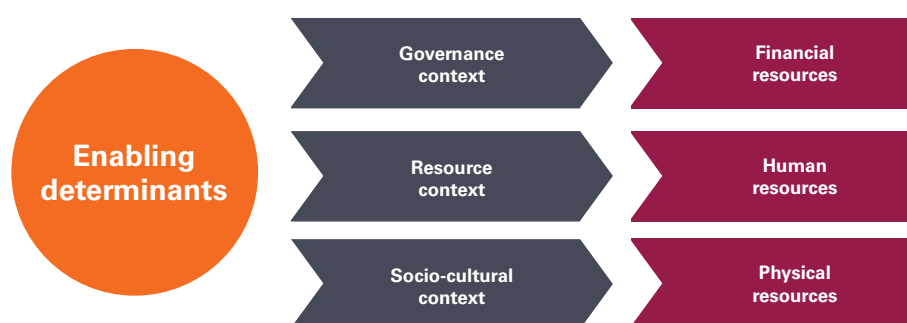 Enabling
determinants
Governance
context
Financial
resources
Resource
context
Human
resources
Socio-cultural
context
Physical
resources